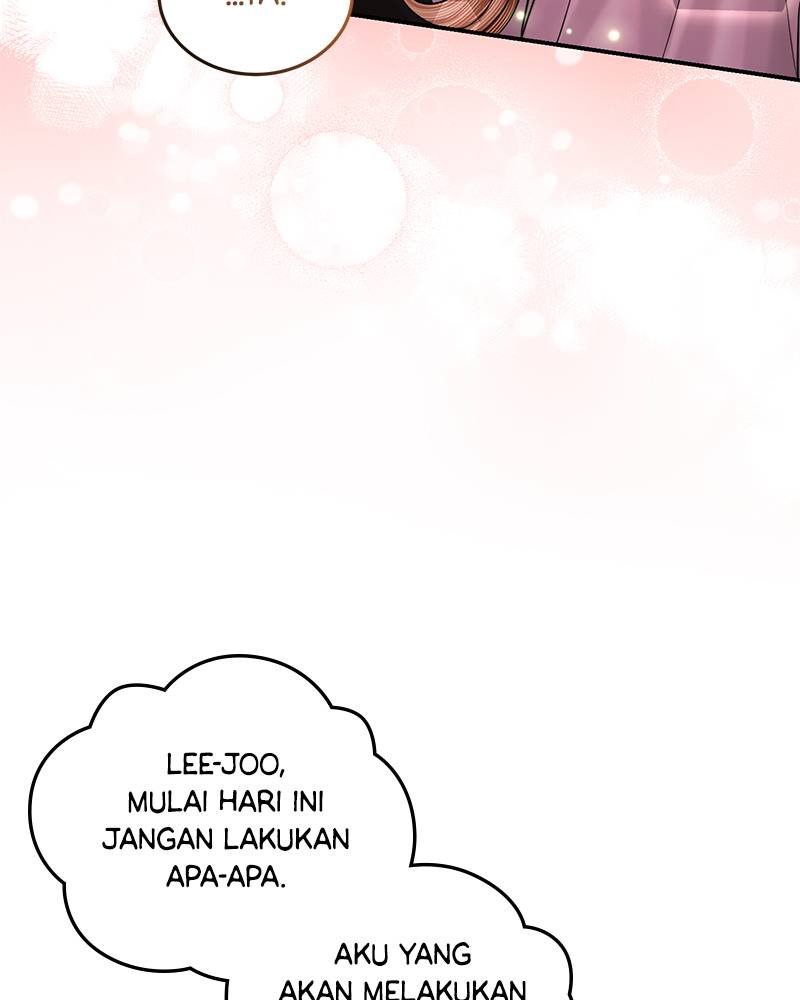 LEE-JOO,
MULAI HARI INI
JANGAN LAKUKAN
APA-APA.
AKU YANG
AKAN MELAKUKAN